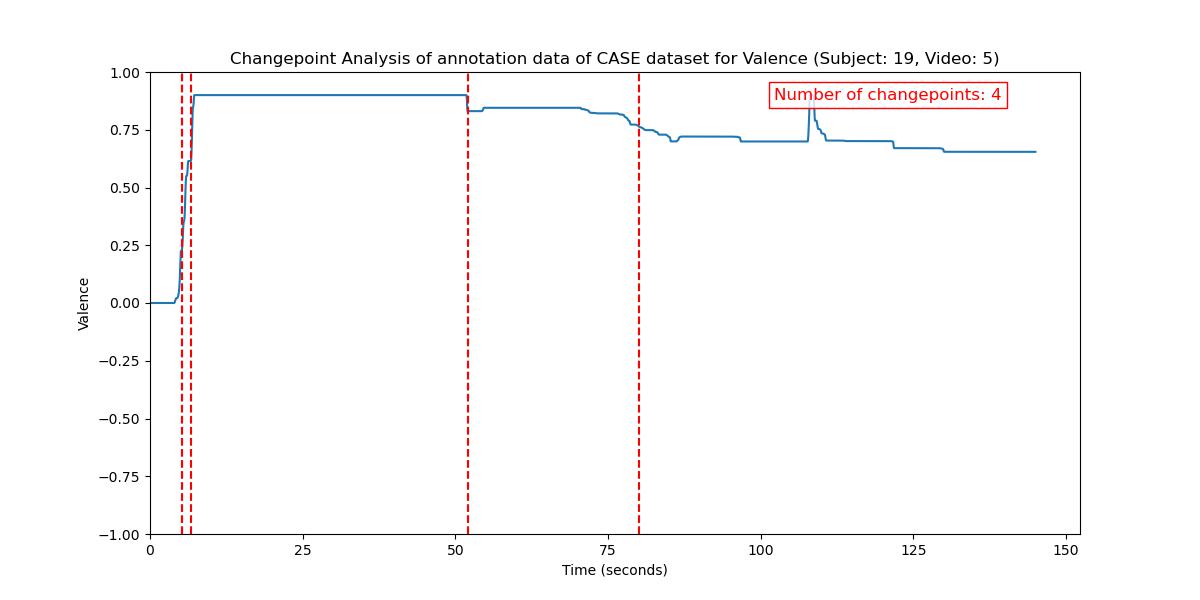 Changepoint Analysis of annotation data of CASE dataset for Valence (Subject: 19, Video: 5)
Number of changepoints: 4
Valence
1.00
0.75
0.50
0.25
0.00
−0.25
−0.50
−0.75
−1.00
0 25 50 75 100 125 150
Time (seconds)